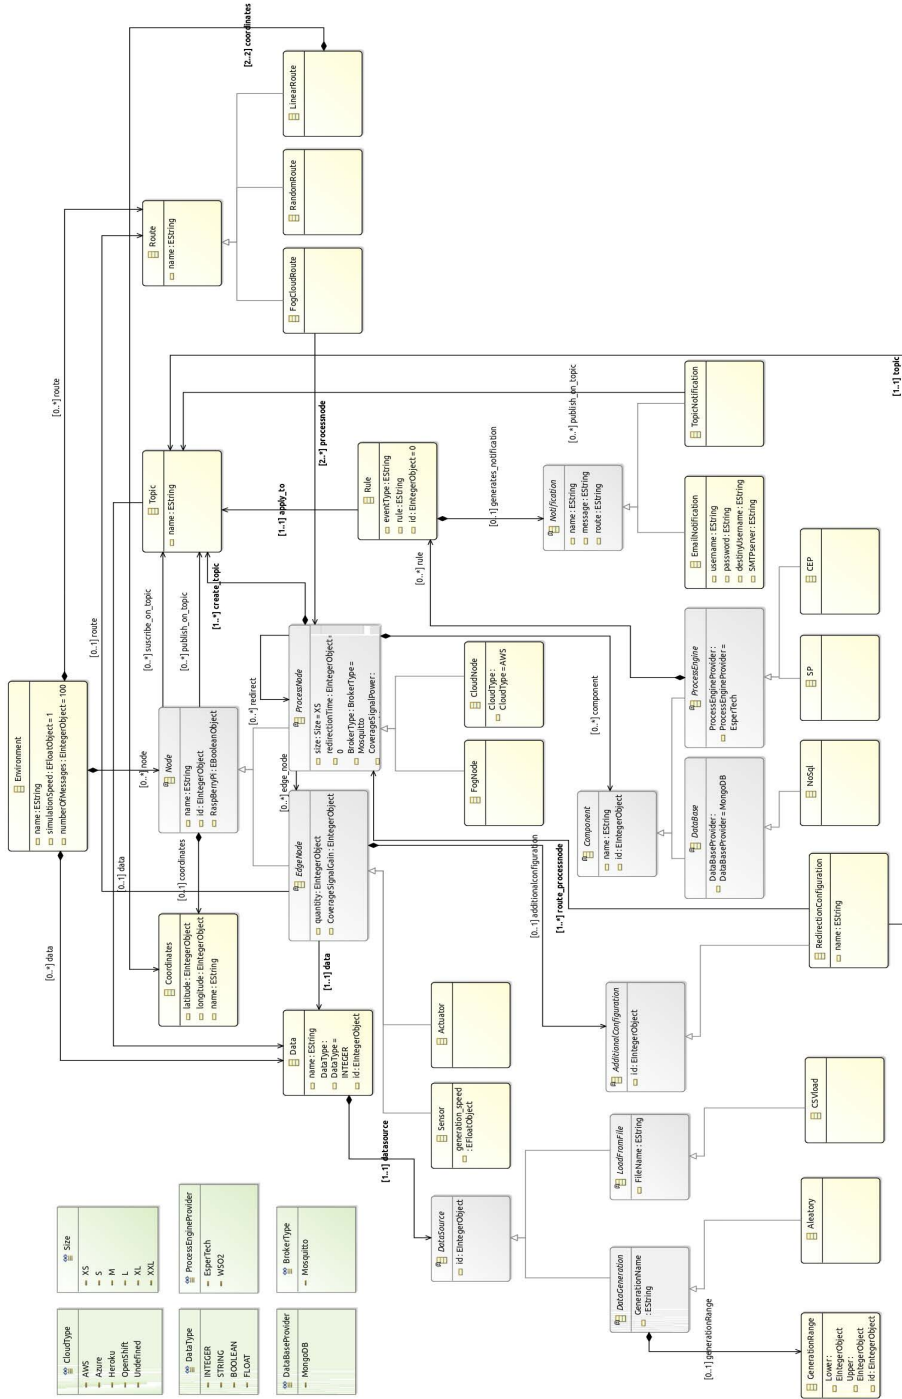 CloudType
AWS
Azure
Heroku
OpenShift
Undefined
Size
XS
S
M
L
XL
XXL
DataType
INTEGER
STRING
BOOLEAN
FLOAT
ProcessEngineProvider
EsperTech
WSO2
DataBaseProvider
MongoDB
BrokerType
Mosquitto
Environment
name : EString
simulationSpeed : EFloatObject = 1
numberOfMessages : EIntegerObject = 100
[0..*] data
[0..*] node
[0..*] route
[0..1] data
[0..1] route
Coordinates
latitude : EIntegerObject
longitude : EIntegerObject
name : EString
[0..1] coordinates
Node
name : EString
id : EIntegerObject
RaspBerryPi : EBooleanObject
[0..*] suscribe_on_topic
[0..*] publish_on_topic
[1..*] create_topic
Topic
name : EString
Route
name : EString
[2..2] coordinates
Data
name : EString
DataType :
DataType =
INTEGER
id : EIntegerObject
[1..1] data
EdgeNode
quantity : EIntegerObject
CoverageSignalGain : EIntegerObject
[0..*] edge_node
[0..*] redirect
ProcessNode
size : Size = XS
redirectionTime : EIntegerObject =
0
BrokerType : BrokerType =
Mosquitto
CoverageSignalPower :
[1..1] apply_to
[2..*] processnode
FogCloudRoute
RandomRoute
LinearRoute
Rule
eventType : EString
rule : EString
id : EIntegerObject = 0
[1..1] datasource
[0..*] rule
DataSource
id : EIntegerObject
Sensor
generation_speed
: EFloatObject
Actuator
FogNode
CloudNode
CloudType :
CloudType = AWS
[0..1] generates_notification
[0..1] additionalconfiguration
[1..*] route_processnode
[0..*] component
[0..*] publish_on_topic
Notification
name : EString
message : EString
route : EString
DataGeneration
GenerationName
: EString
LoadFromFile
FileName : EString
AdditionalConfiguration
id : EIntegerObject
Component
name : EString
id : EIntegerObject
DataBase
DataBaseProvider :
DataBaseProvider = MongoDB
ProcessEngine
ProcessEngineProvider :
ProcessEngineProvider =
EsperTech
EmailNotification
username : EString
password : EString
destinyUsername : EString
SMTPserver : EString
TopicNotification
[0..1] generationRange
GenerationRange
Lower :
EIntegerObject
Upper :
EIntegerObject
id : EIntegerObject
Aleatory
CSVload
RedirectionConfiguration
name : EString
NoSql
SP
CEP
[1..1] topic